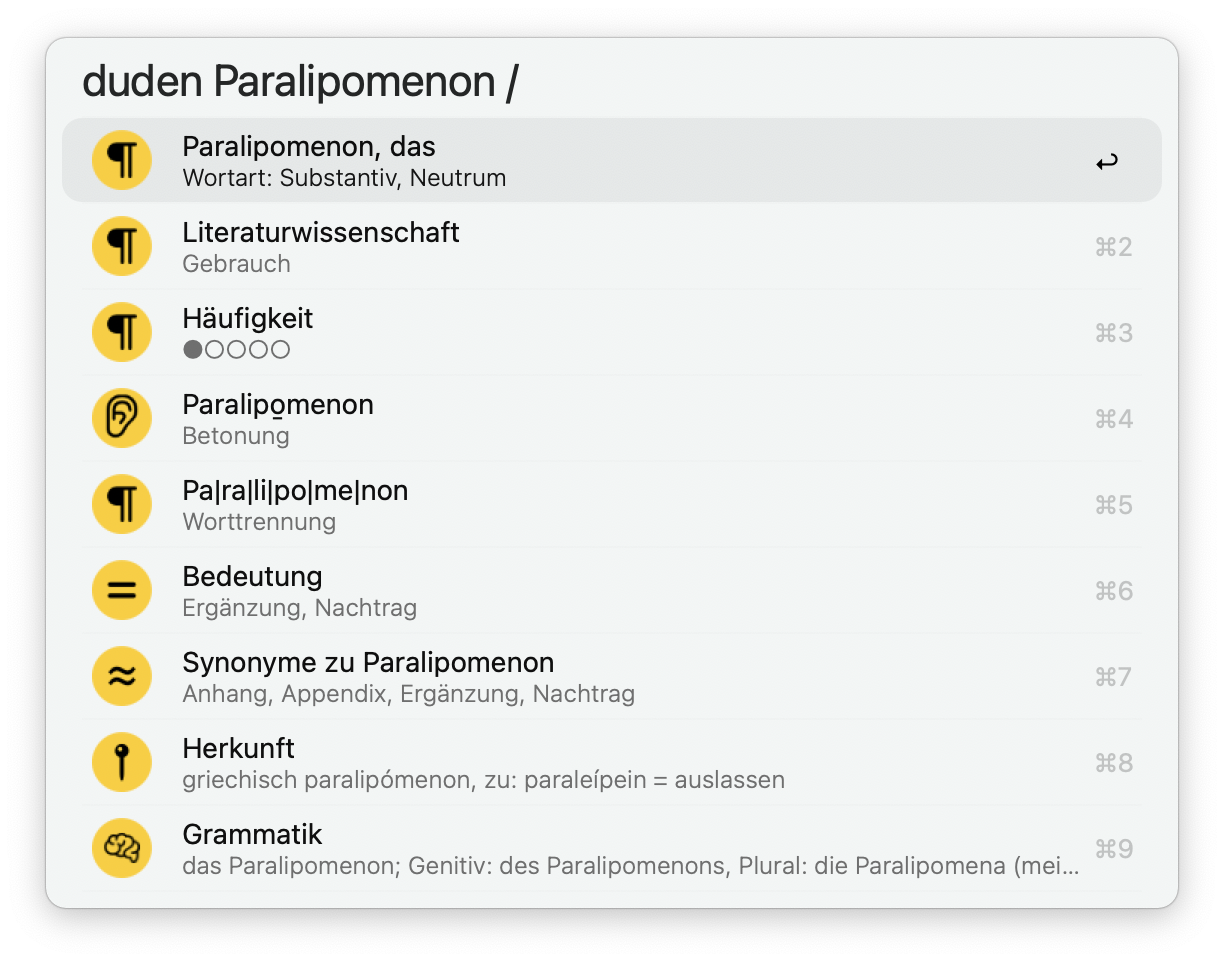 duden Paralipomenon /
Paralipomenon, das
Wortart: Substantiv, Neutrum
Literaturwissenschaft
Gebrauch
⌘2
Häufigkeit
●○○○○
⌘3
Paralipo̱menon
Betonung
⌘4
Pa|ra|li|po|me|non
Worttrennung
⌘5
Bedeutung
Ergänzung, Nachtrag
⌘6
Synonyme zu Paralipomenon
Anhang, Appendix, Ergänzung, Nachtrag
⌘7
Herkunft
griechisch paralipómenon, zu: paraleípein = auslassen
⌘8
Grammatik
das Paralipomenon; Genitiv: des Paralipomenons, Plural: die Paralipomena (mei…
⌘9